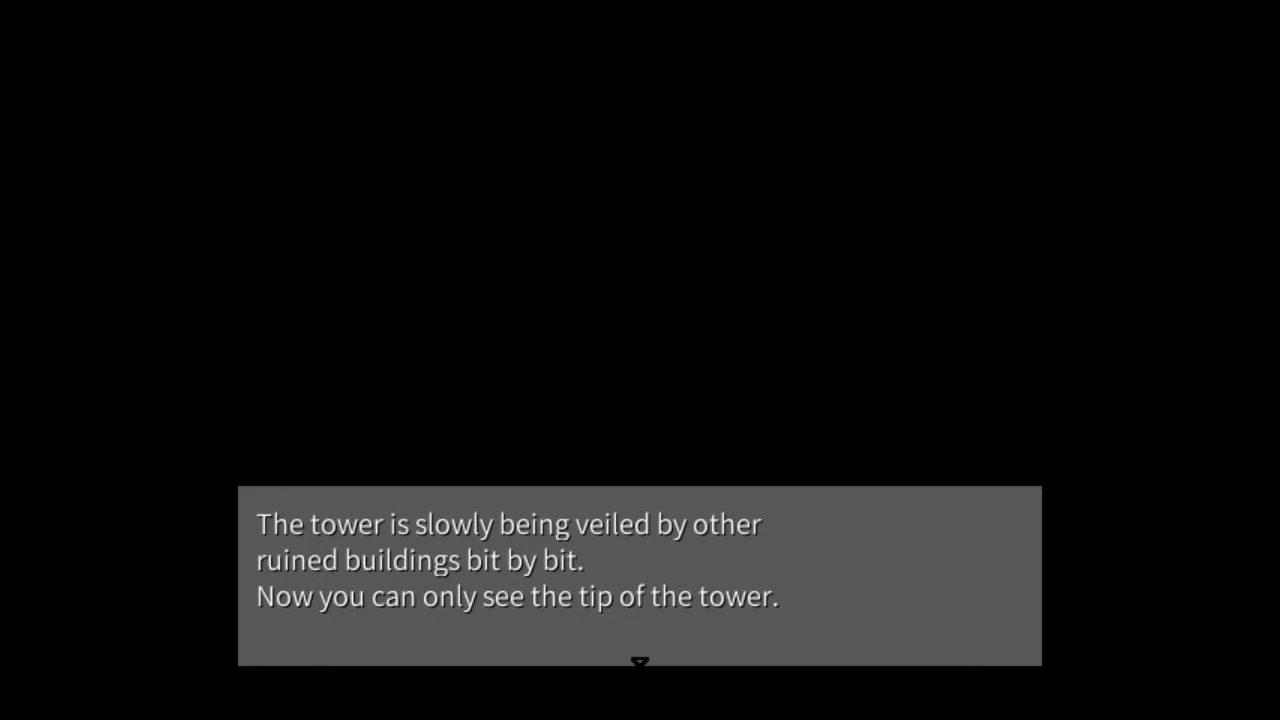 The tower is slowly being veiled by other
ruined buildings bit by bit.
Now you can only see the tip of the tower.